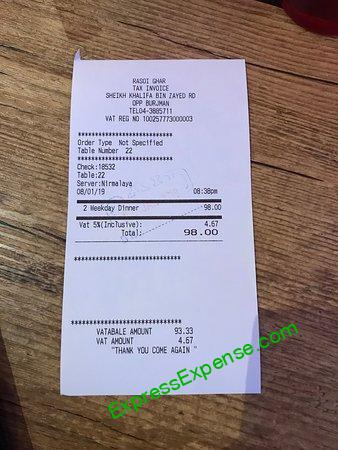 RASOI GHAR
TAX INVOICE
SHEIKH KHALIFA BIN ZAYED RD
OPP BURJMAN
TEL04-3885711
VAT REG NO 100257773000003
******************************
Order Type Not Specified
Table Number 22
******************************
Check:18532
Table:22
Server:Nirmalaya
08/01/19 08:38pm
2 Weekday Dinner 98.00
Vat 5%(Inclusive): 4.67
Total: 98.00
******************************
******************************
VATABALE AMOUNT 93.33
VAT AMOUNT 4.67
"THANK YOU COME AGAIN "
ExpressExpense.com